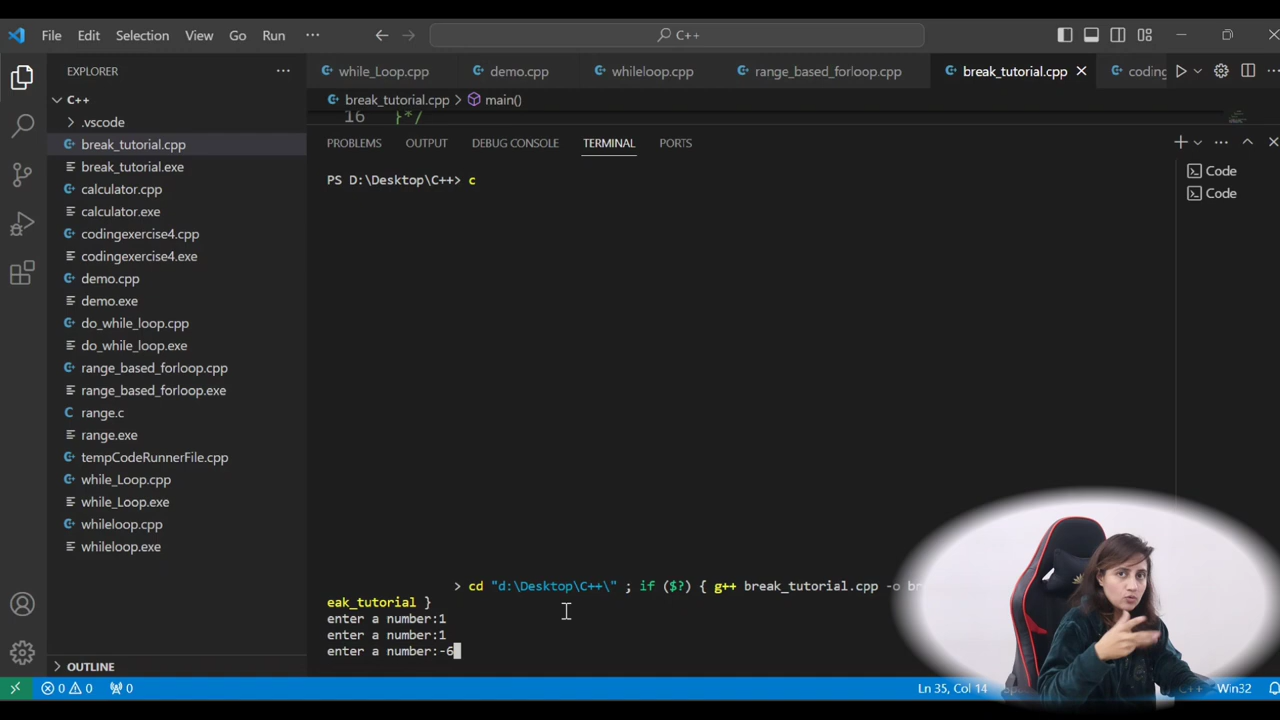 File Edit Selection View Go Run ··· C++
EXPLORER ···
C++
.vscode
break_tutorial.cpp
break_tutorial.exe
calculator.cpp
calculator.exe
codingexercise4.cpp
codingexercise4.exe
demo.cpp
demo.exe
do_while_loop.cpp
do_while_loop.exe
range_based_forloop.cpp
range_based_forloop.exe
range.c
range.exe
tempCodeRunnerFile.cpp
while_Loop.cpp
while_Loop.exe
whileloop.cpp
whileloop.exe
OUTLINE
while_Loop.cpp demo.cpp whileloop.cpp range_based_forloop.cpp break_tutorial.cpp coding
break_tutorial.cpp > main()
16 }*/
PROBLEMS OUTPUT DEBUG CONSOLE TERMINAL PORTS
Code
Code
PS D:\Desktop\C++> c
> cd "d:\Desktop\C++\" ; if ($?) { g++ break_tutorial.cpp -o br
eak_tutorial }
enter a number:1
enter a number:1
enter a number:-6
0 0 0 Ln 35, Col 14 C++ Win32